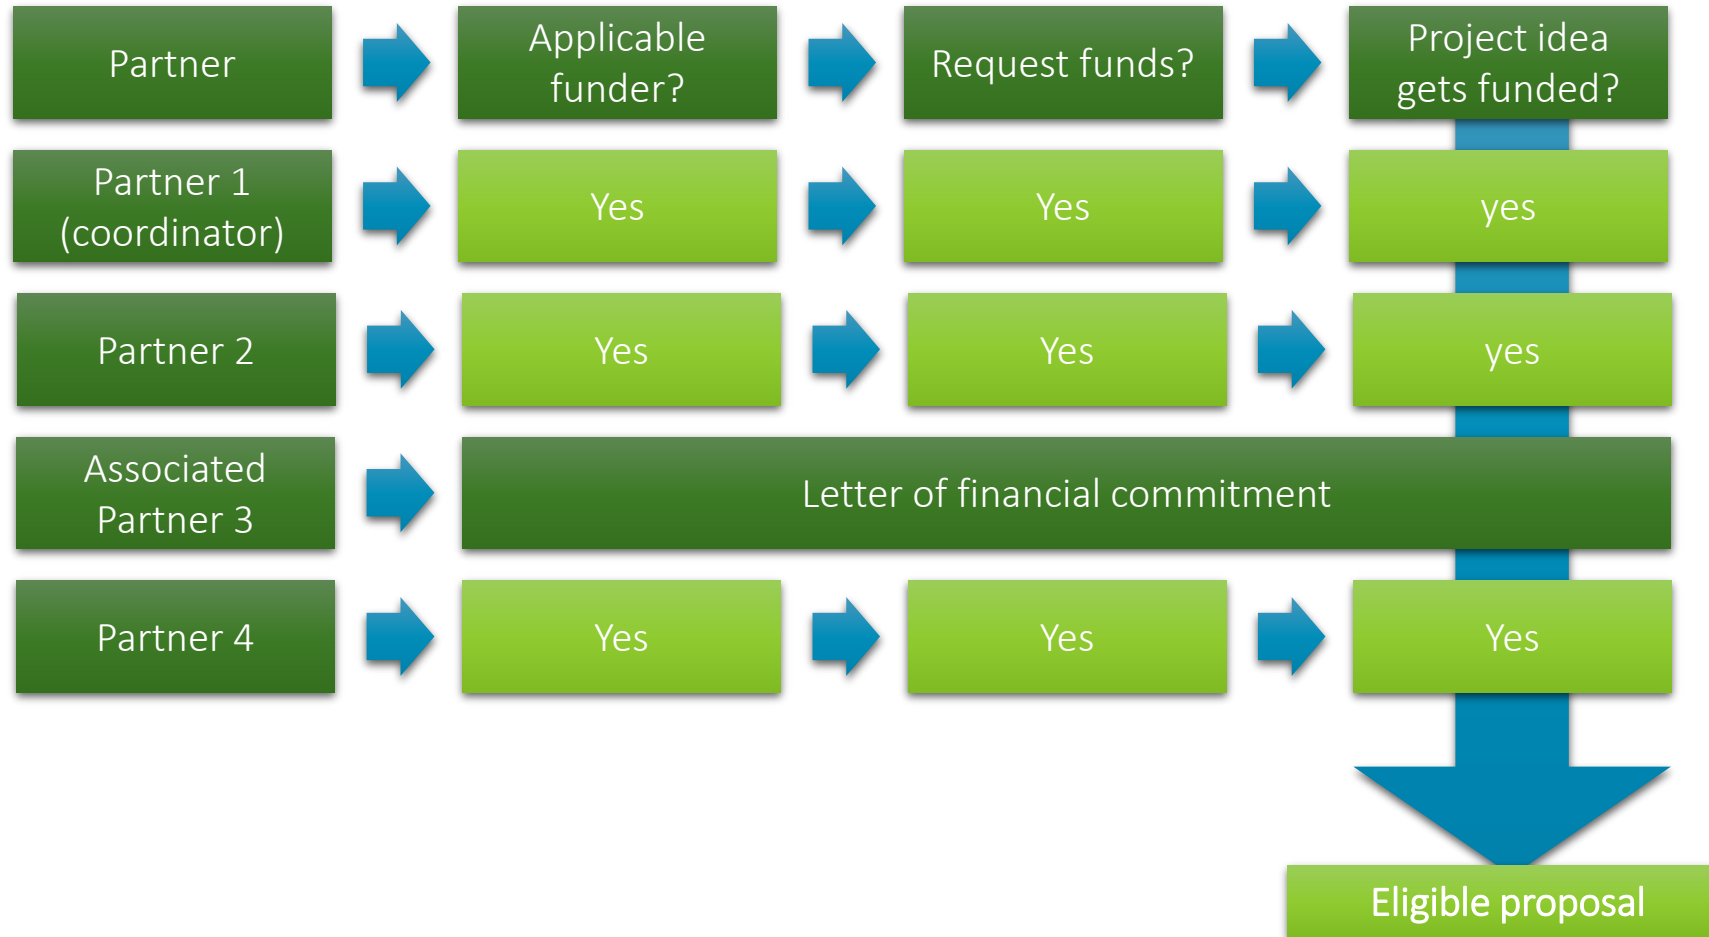 Partner
Applicable
funder?
Request funds?
Project idea
gets funded?
Partner 1
(coordinator)
Yes
Yes
yes
Partner 2
Yes
Yes
yes
Associated
Partner 3
Letter of financial commitment
Partner 4
Yes
Yes
Yes
Eligible proposal